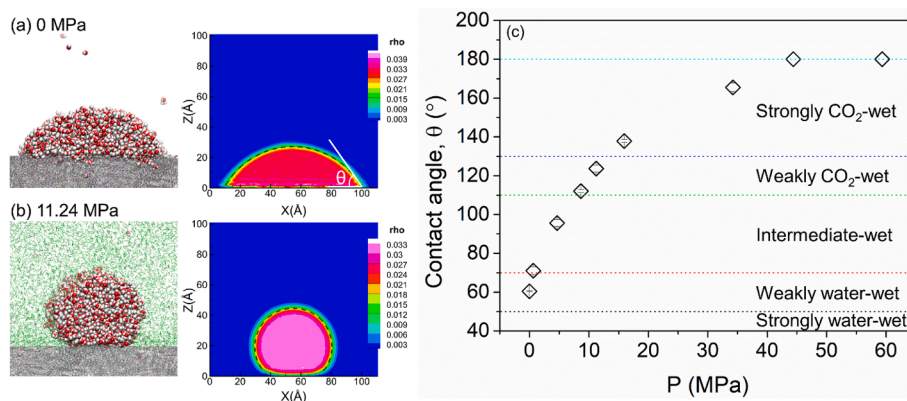 (a) 0 MPa
rho
0.039
0.033
0.027
0.021
0.015
0.009
0.003
100
80
60
40
20
0
Z(Å)
θ
0 20 40 60 80 100
X(Å)
(b) 11.24 MPa
rho
0.033
0.03
0.027
0.024
0.021
0.018
0.015
0.012
0.009
0.006
0.003
100
80
60
40
20
0
Z(Å)
0 20 40 60 80 100
X(Å)
(c)
Contact angle, θ (°)
200
180
160
140
120
100
80
60
40
Strongly CO₂-wet
Weakly CO₂-wet
Intermediate-wet
Weakly water-wet
Strongly water-wet
0 10 20 30 40 50 60
P (MPa)